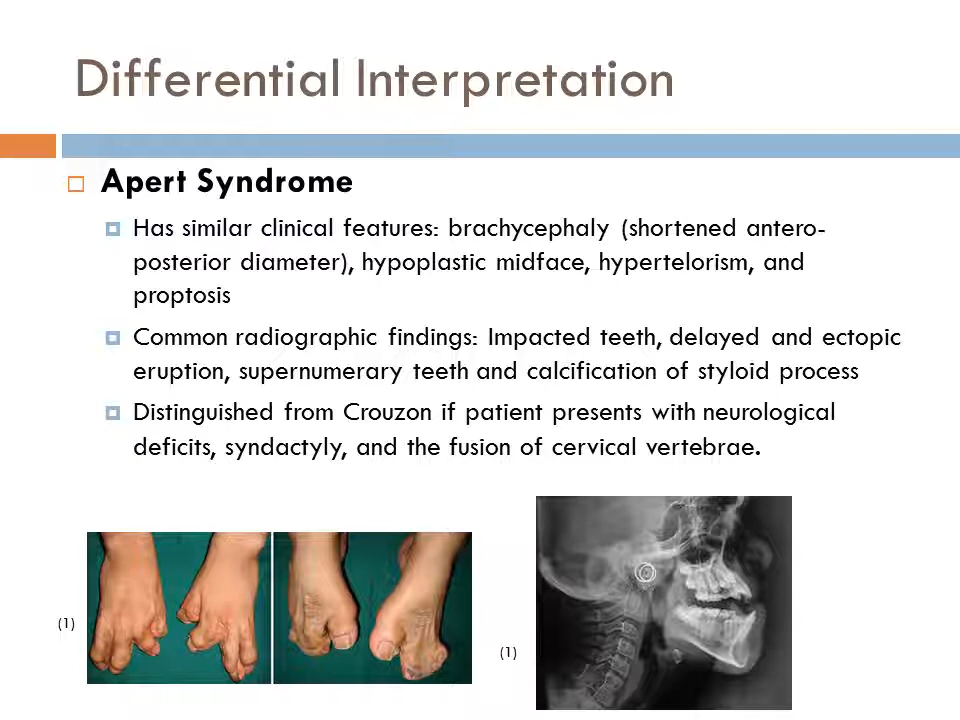 Differential Interpretation
Apert Syndrome
Has similar clinical features: brachycephaly (shortened antero-
posterior diameter), hypoplastic midface, hypertelorism, and
proptosis
Common radiographic findings: Impacted teeth, delayed and ectopic
eruption, supernumerary teeth and calcification of styloid process
Distinguished from Crouzon if patient presents with neurological
deficits, syndactyly, and the fusion of cervical vertebrae.
(1)
(1)